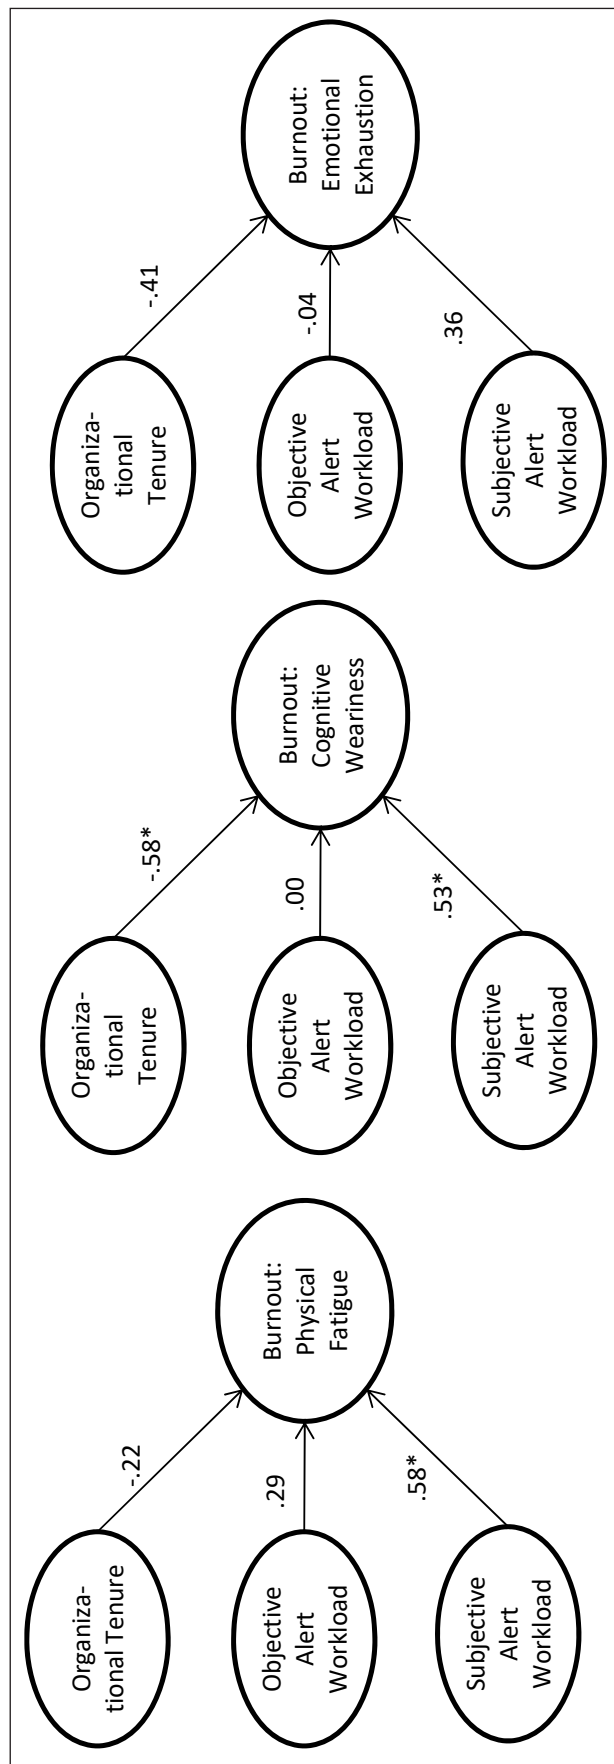 Organiza-
tional Tenure
Objective
Alert
Workload
Subjective
Alert
Workload
-.22
.29
.58*
Burnout:
Physical
Fatigue
Organiza-
tional
Tenure
Objective
Alert
Workload
Subjective
Alert
Workload
-.58*
.00
.53*
Burnout:
Cognitive
Weariness
Organiza-
tional
Tenure
Objective
Alert
Workload
Subjective
Alert
Workload
-.41
-.04
.36
Burnout:
Emotional
Exhaustion